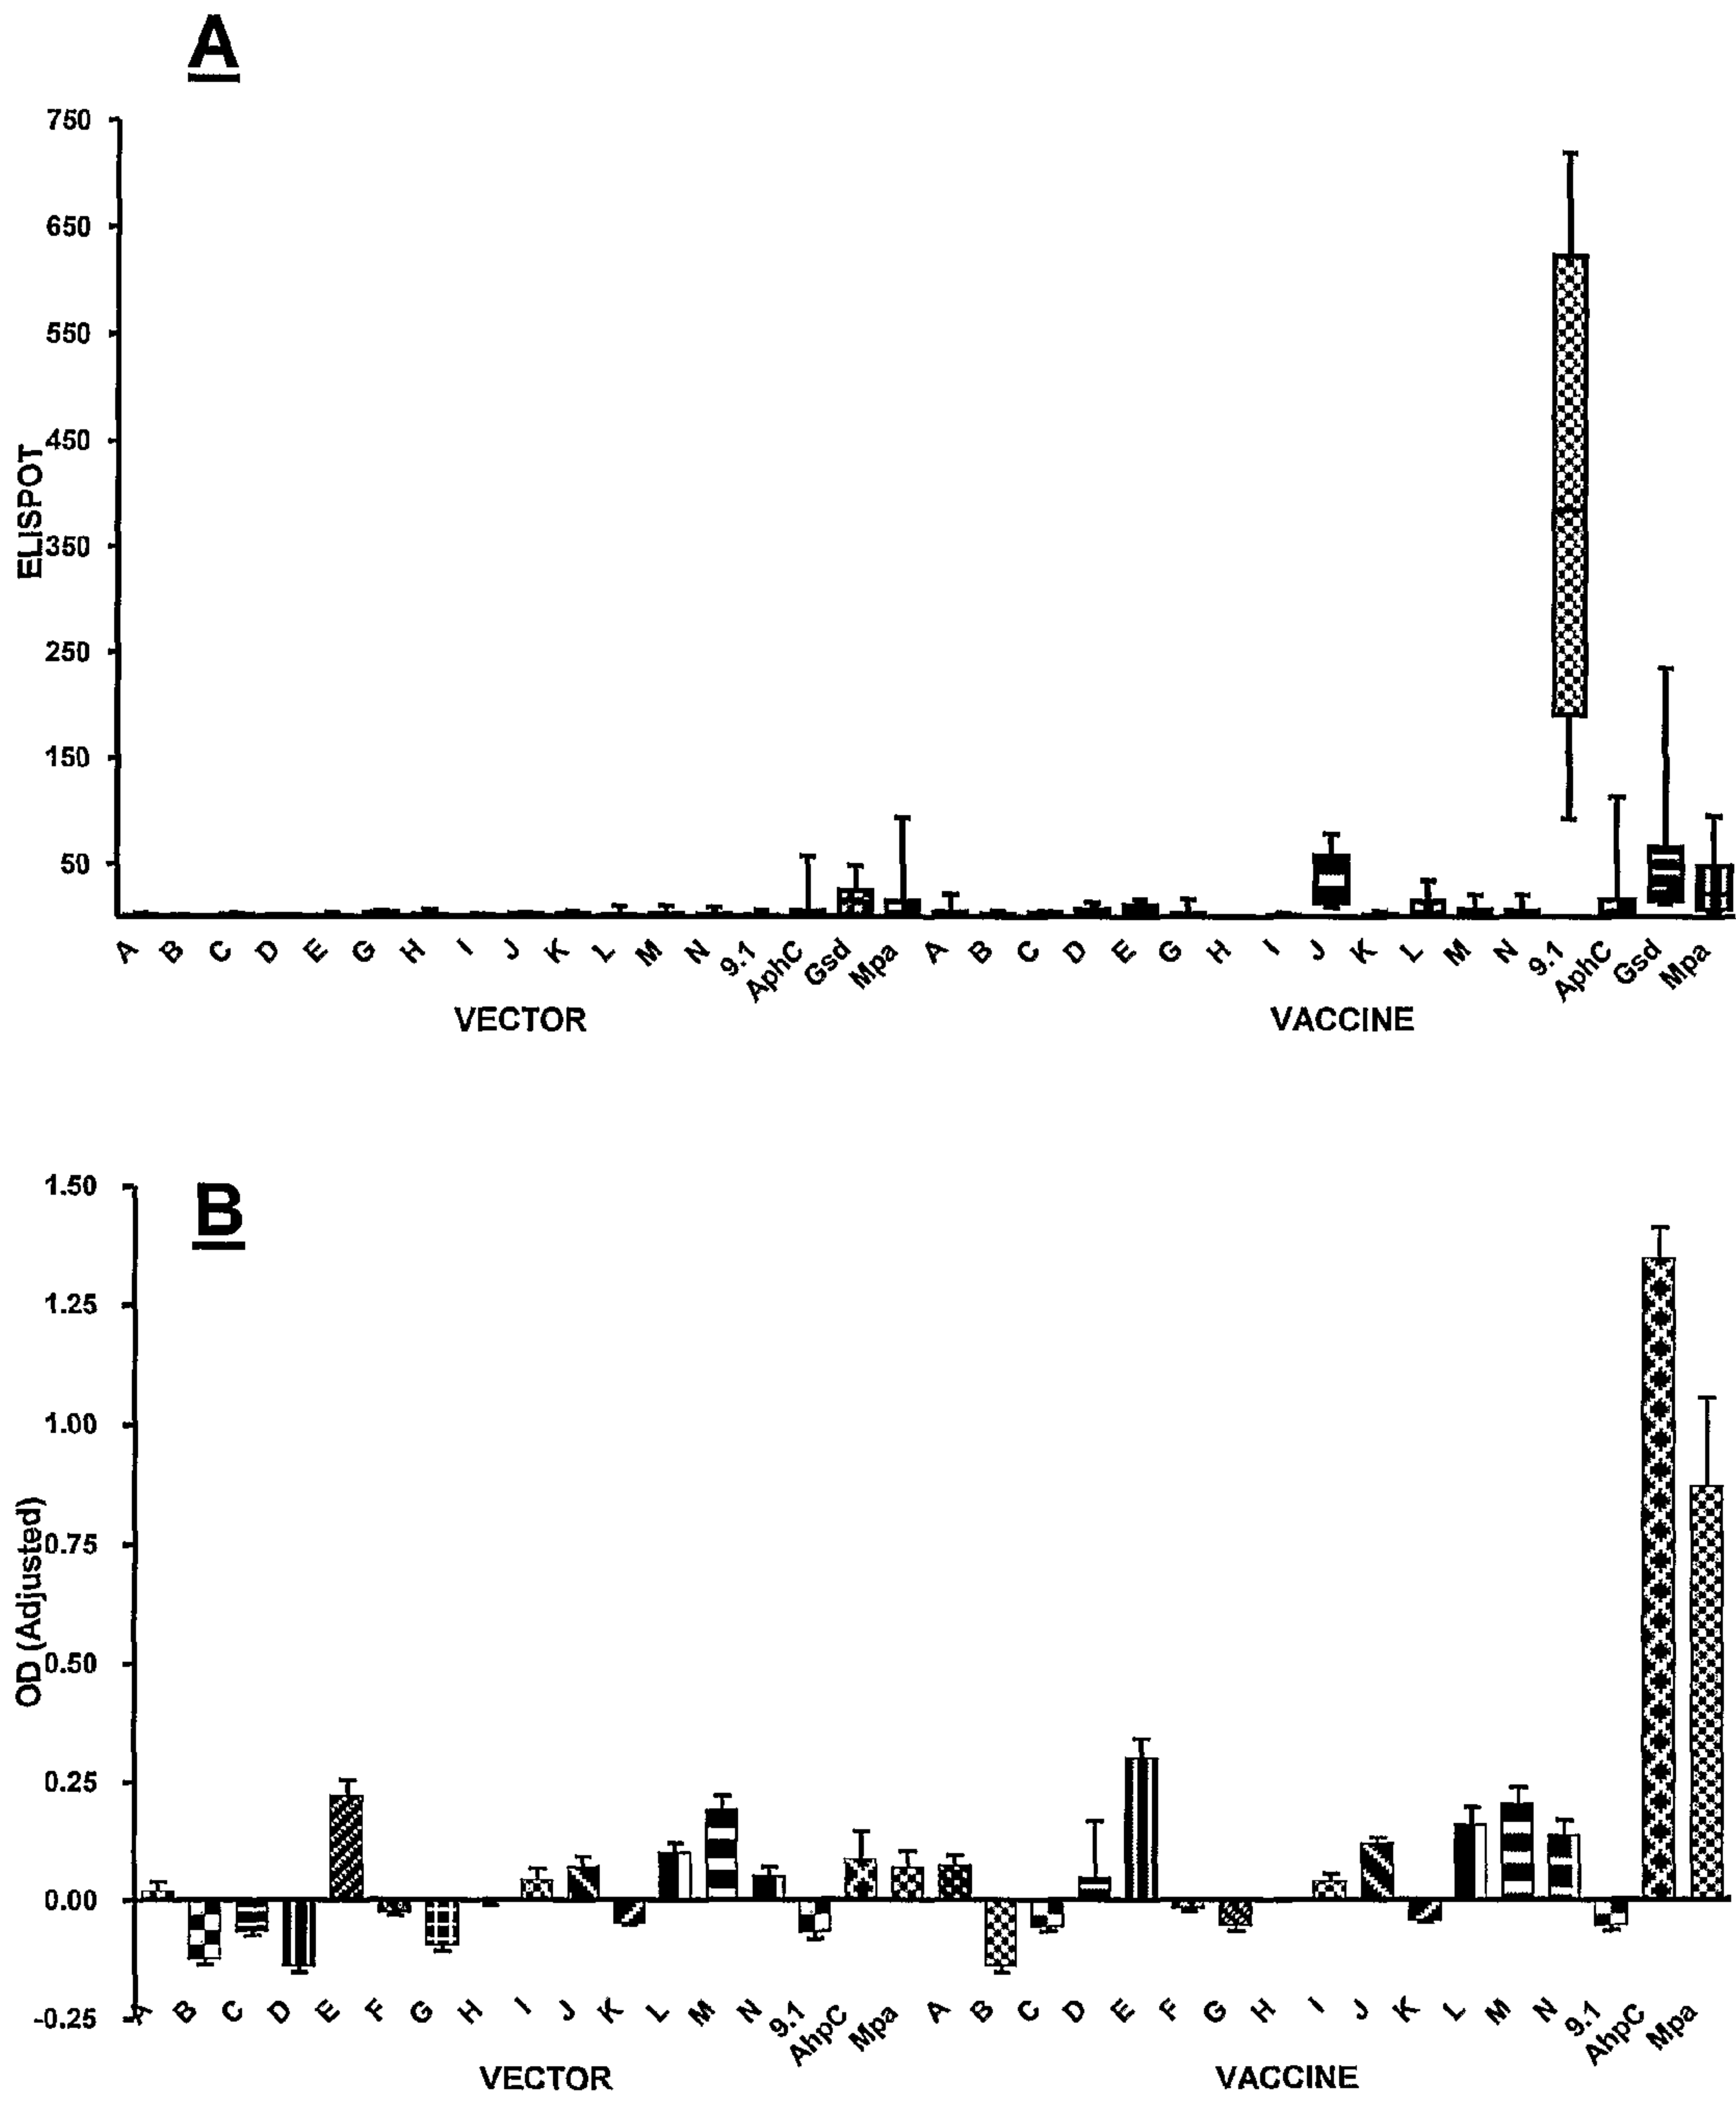 A
750
650
550
450
350
250
150
50
ELISPOT
A B C D E G H I J K L M N 9.1 AphC Gsd Mpa A B C D E G H I J K L M N 9.1 AphC Gsd Mpa
VECTOR VACCINE
B
1.50
1.25
1.00
0.75
0.50
0.25
0.00
-0.25
OD (Adjusted)
A B C D E F G H I J K L M N 9.1 AhpC Mpa A B C D E F G H I J K L M N 9.1 AhpC Mpa
VECTOR VACCINE